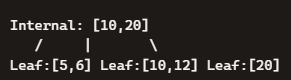 Internal: [10,20]
/ | \
Leaf:[5,6] Leaf:[10,12] Leaf:[20]